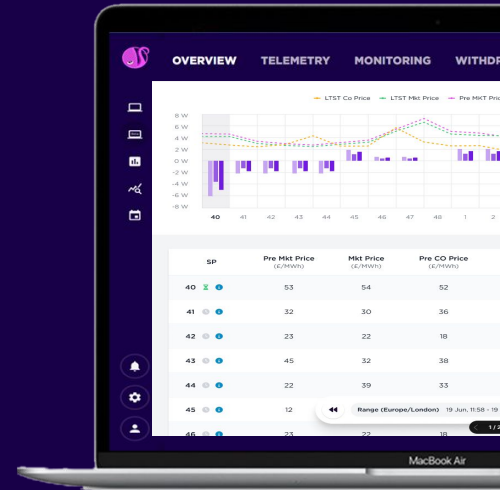 OVERVIEW TELEMETRY MONITORING WITHDR
LTST Co Price LTST Mkt Price Pre MKT Pric
8 W
6 W
4 W
2 W
0 W
-2 W
-4 W
-6 W
-8 W
40 41 42 43 44 45 46 47 48 1 2
SP Pre Mkt Price Mkt Price Pre CO Price
(£/MWh) (£/MWh) (£/MWh)
40 53 54 52
41 32 30 36
42 23 22 18
43 45 32 38
44 22 39 33
45 12 Range (Europe/London) 19 Jun, 11:58 - 19
46 23 22 18 1/2
MacBook Air